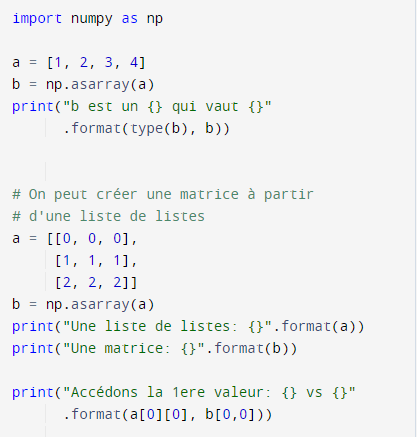 import numpy as np
a = [1, 2, 3, 4]
b = np.asarray(a)
print("b est un {} qui vaut {}"
.format(type(b), b))
# On peut créer une matrice à partir
# d'une liste de listes
a = [[0, 0, 0],
[1, 1, 1],
[2, 2, 2]]
b = np.asarray(a)
print("Une liste de listes: {}".format(a))
print("Une matrice: {}".format(b))
print("Accédons la 1ere valeur: {} vs {}"
.format(a[0][0], b[0,0]))